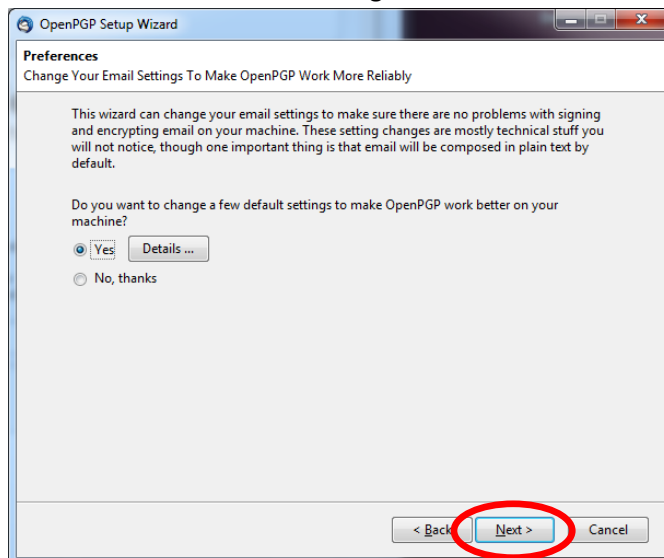 OpenPGP Setup Wizard
Preferences
Change Your Email Settings To Make OpenPGP Work More Reliably
This wizard can change your email settings to make sure there are no problems with signing
and encrypting email on your machine. These setting changes are mostly technical stuff you
will not notice, though one important thing is that email will be composed in plain text by
default.
Do you want to change a few default settings to make OpenPGP work better on your
machine?
Yes Details ...
No, thanks
< Back Next > Cancel